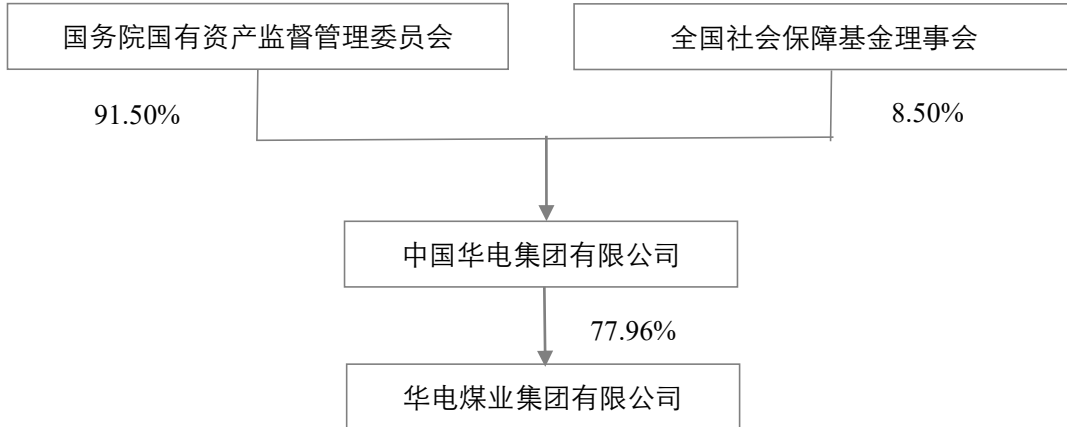 国务院国有资产监督管理委员会
全国社会保障基金理事会
91.50%
8.50%
中国华电集团有限公司
77.96%
华电煤业集团有限公司